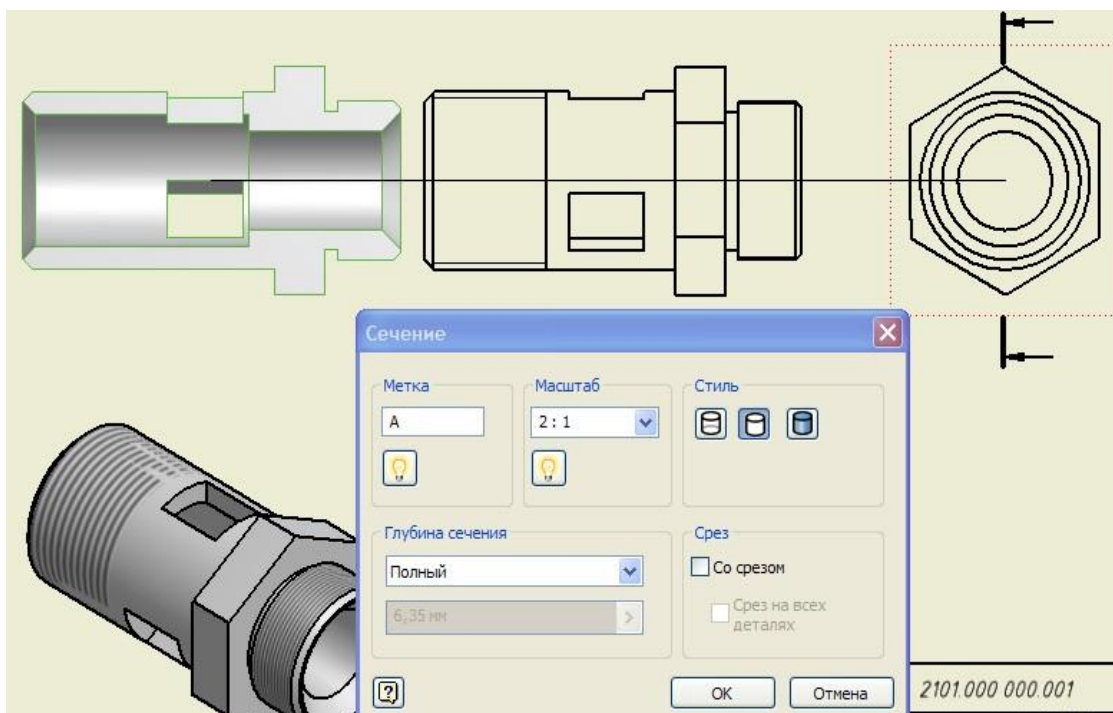 Сечение
Метка
Масштаб
Стиль
A
2 : 1
Глубина сечения
Срез
Полный
Со срезом
6,35 мм
Срез на всех
деталях
ОК
Отмена
2101.000 000.001